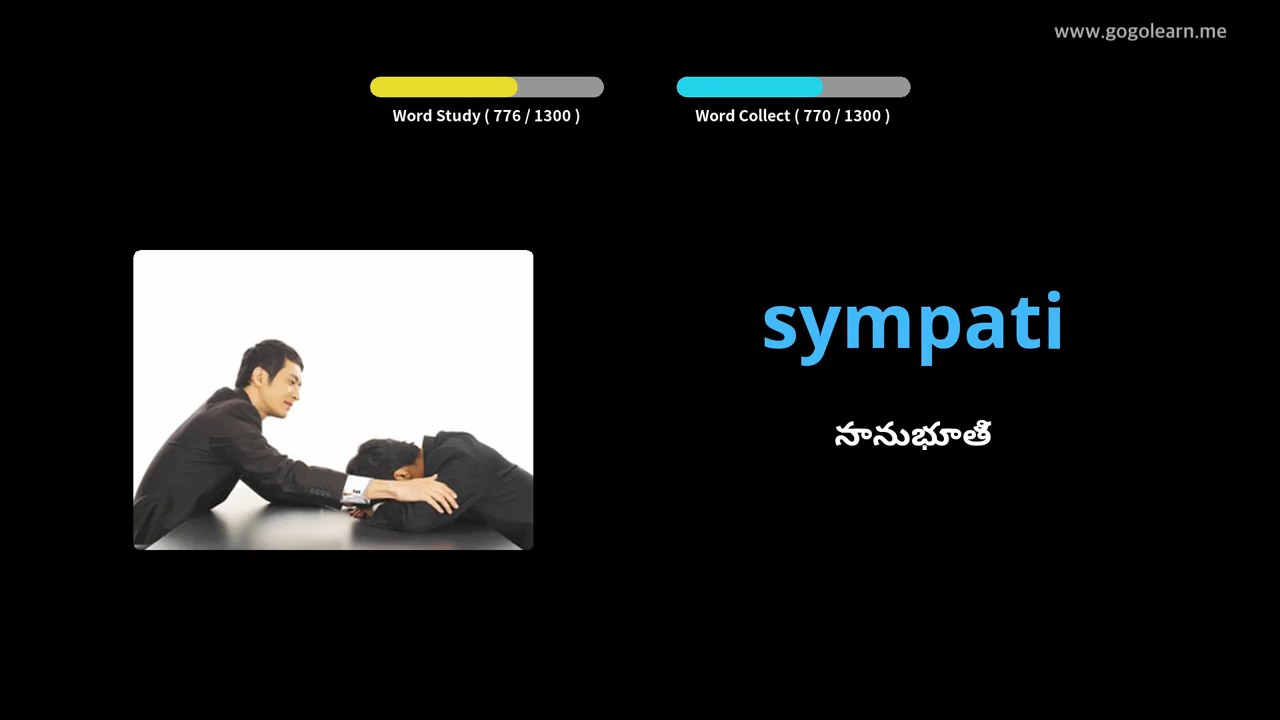 www.gogolearn.me
Word Study ( 776 / 1300 )
Word Collect ( 770 / 1300 )
sympati
సానుభూతి